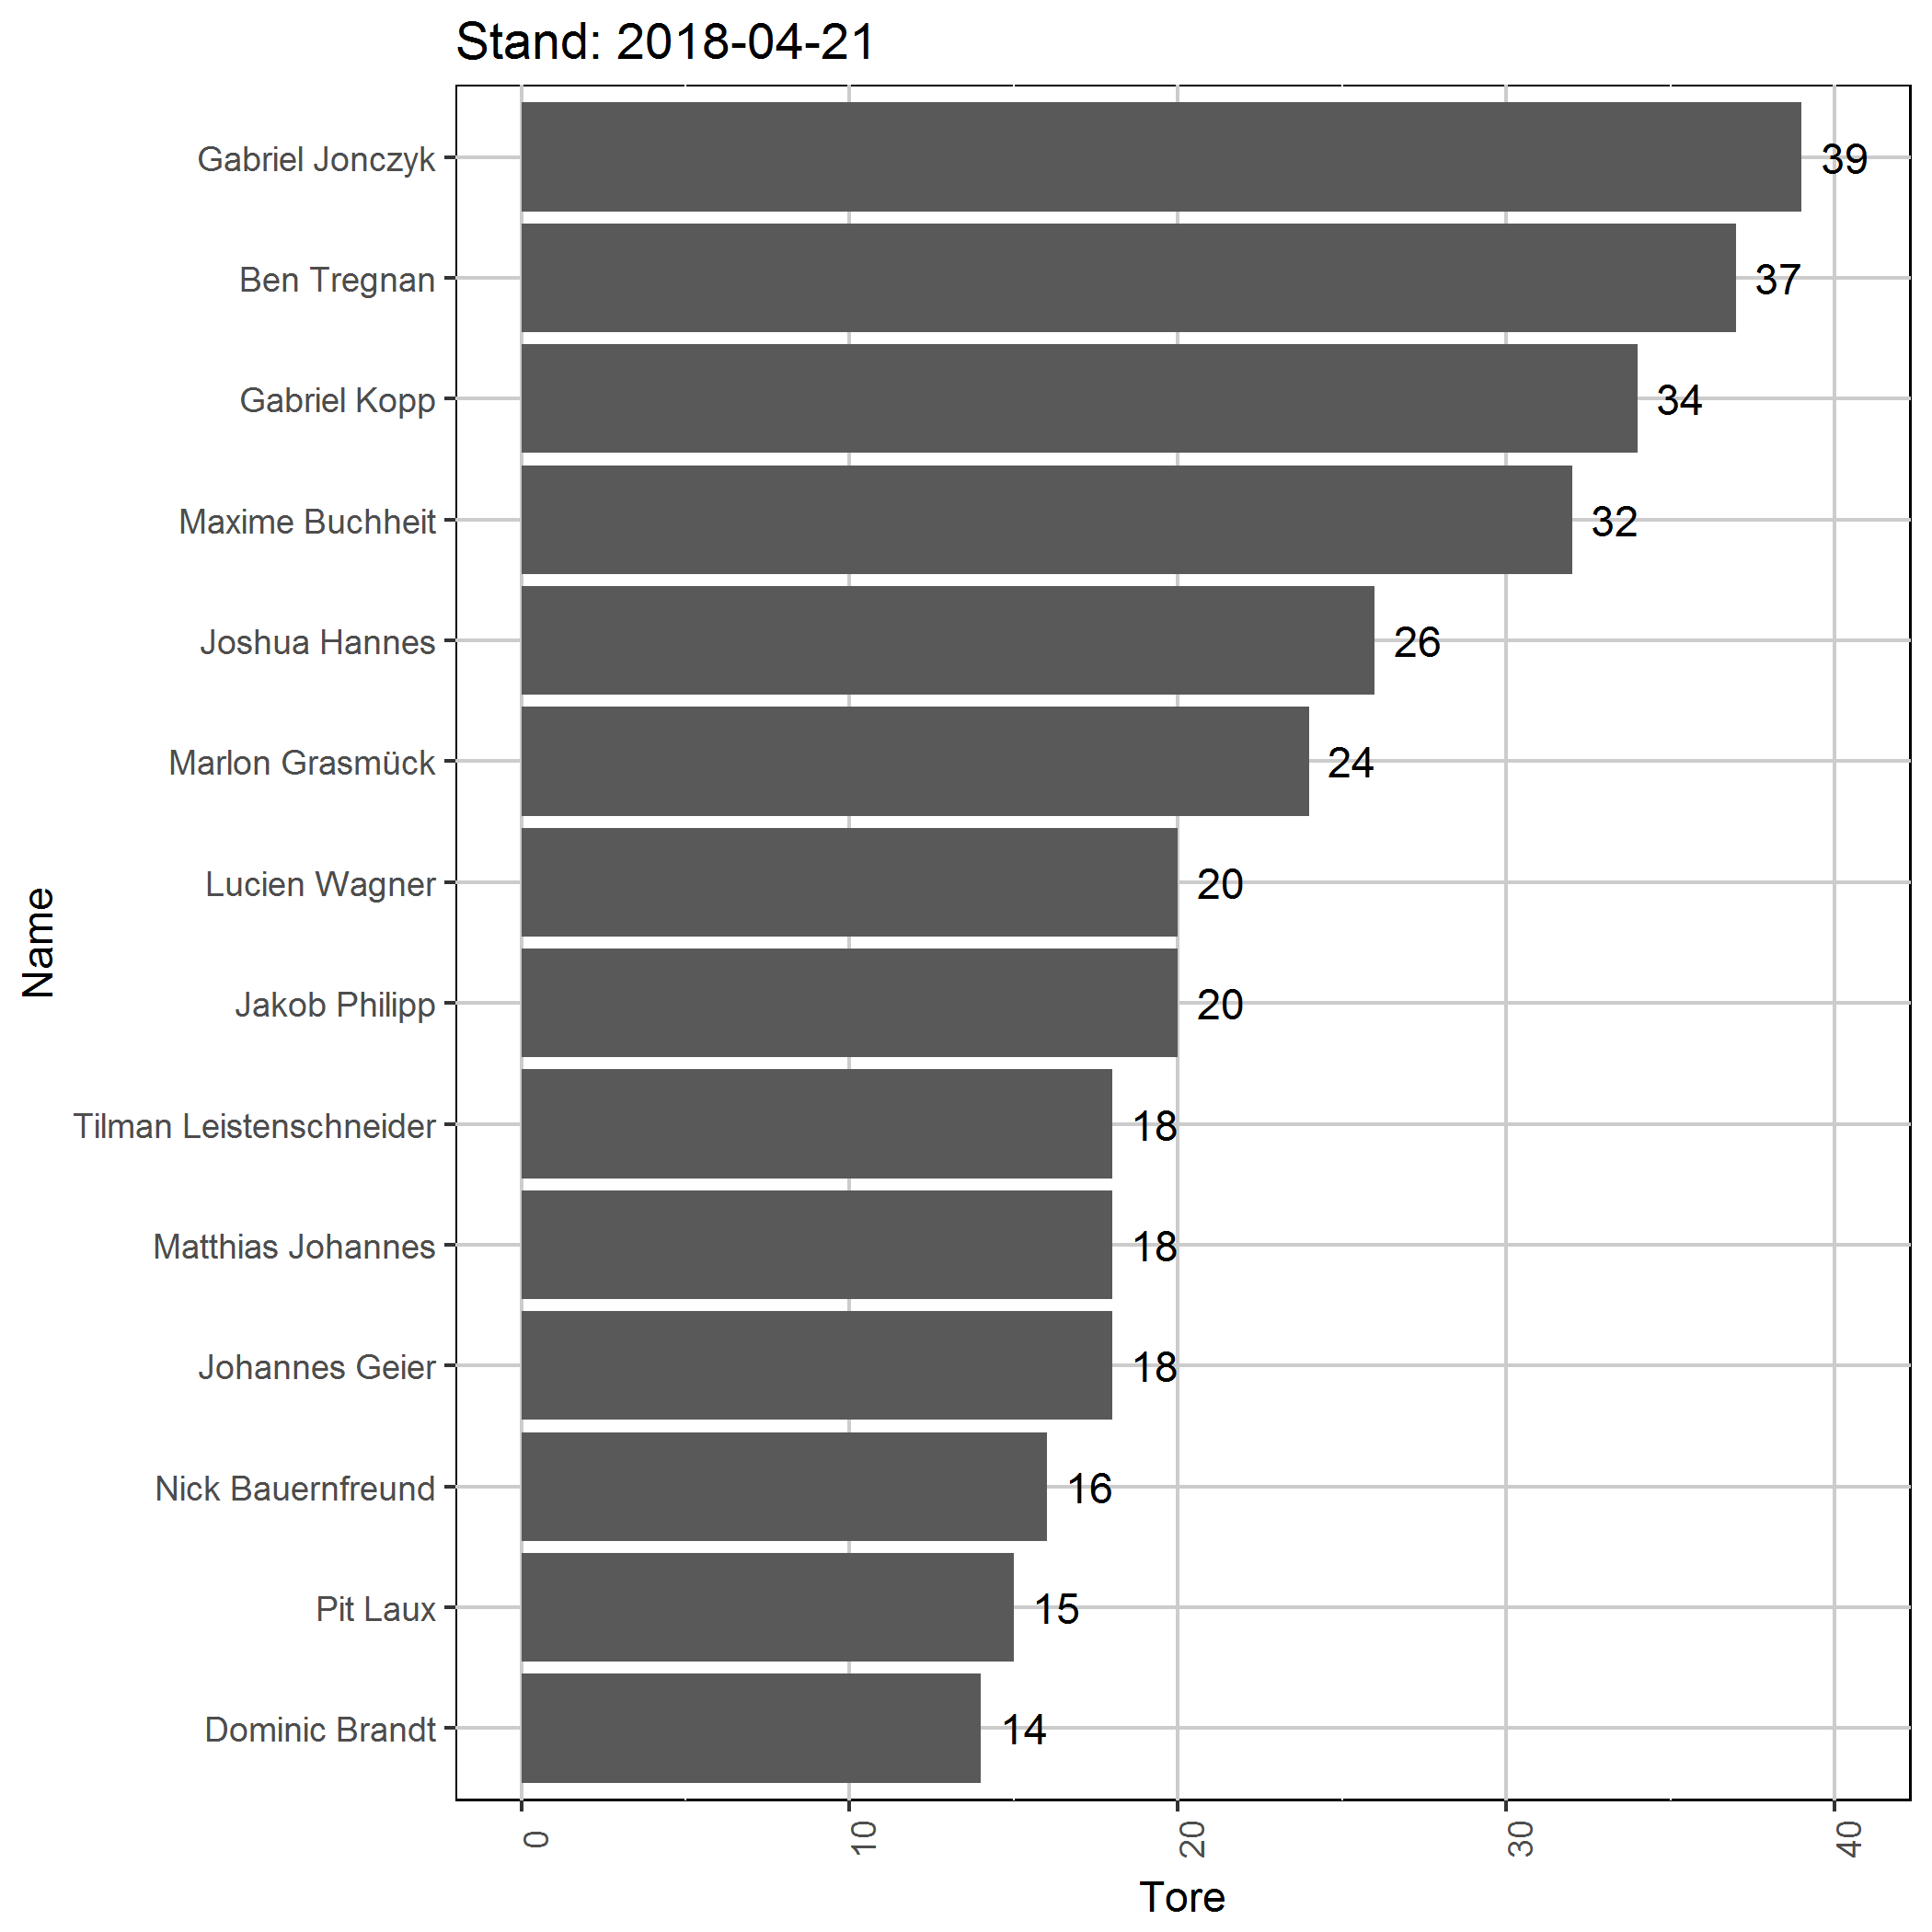 Stand: 2018-04-21
Gabriel Jonczyk 39
Ben Tregnan 37
Gabriel Kopp 34
Maxime Buchheit 32
Joshua Hannes 26
Marlon Grasmück 24
Lucien Wagner 20
Jakob Philipp 20
Tilman Leistenschneider 18
Matthias Johannes 18
Johannes Geier 18
Nick Bauernfreund 16
Pit Laux 15
Dominic Brandt 14
Name
0 10 20 30 40
Tore